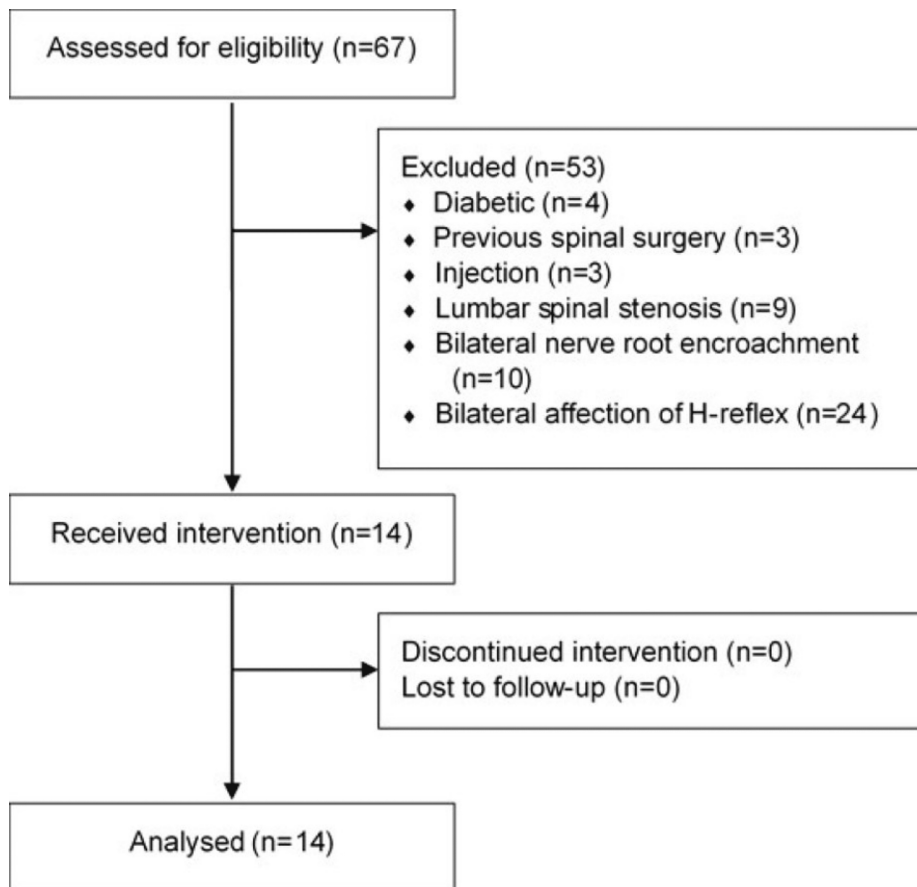 Assessed for eligibility (n=67)
Excluded (n=53)
♦ Diabetic (n=4)
♦ Previous spinal surgery (n=3)
♦ Injection (n=3)
♦ Lumbar spinal stenosis (n=9)
♦ Bilateral nerve root encroachment
(n=10)
♦ Bilateral affection of H-reflex (n=24)
Received intervention (n=14)
Discontinued intervention (n=0)
Lost to follow-up (n=0)
Analysed (n=14)